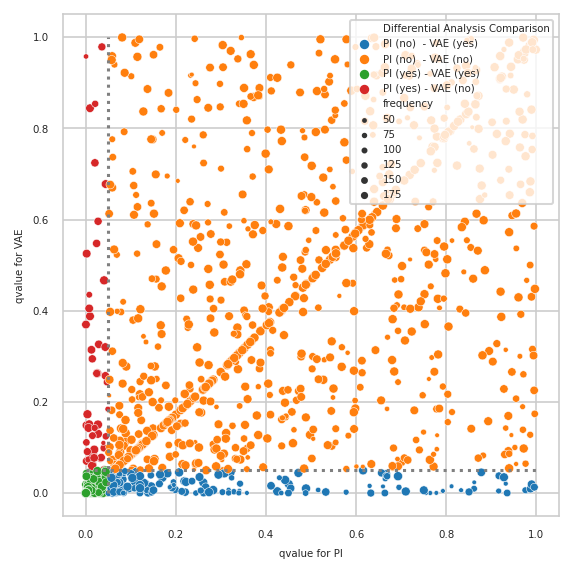 Differential Analysis Comparison
PI (no) - VAE (yes)
PI (no) - VAE (no)
PI (yes) - VAE (yes)
PI (yes) - VAE (no)
frequency
50
75
100
125
150
175
1.0
0.8
0.6
0.4
0.2
0.0
qvalue for VAE
0.0 0.2 0.4 0.6 0.8 1.0
qvalue for PI